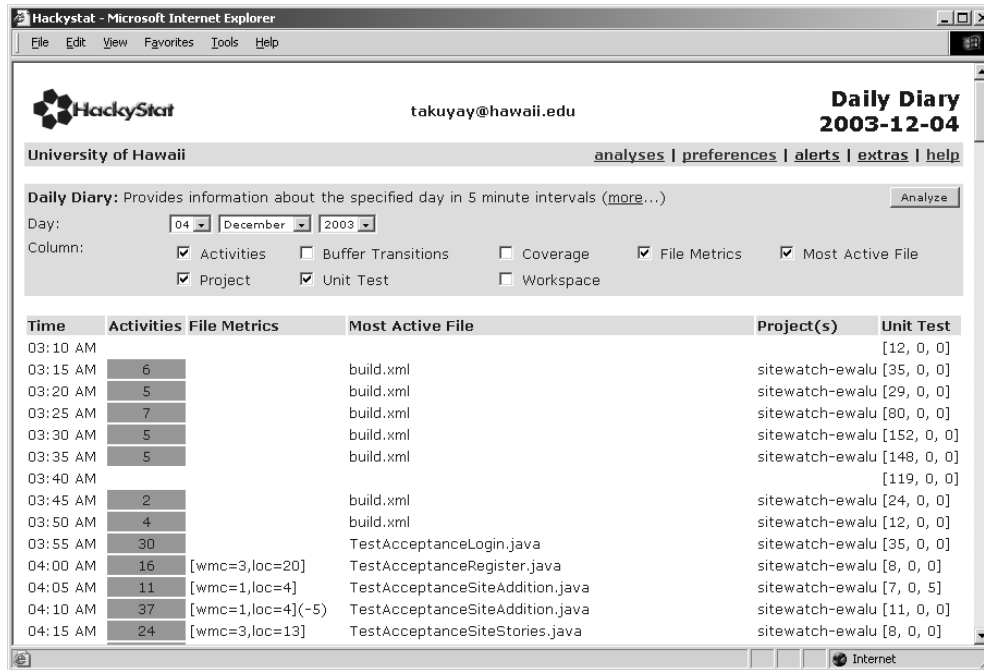 Hackystat - Microsoft Internet Explorer
File Edit View Favorites Tools Help
HackyStat takuyay@hawaii.edu Daily Diary
2003-12-04
University of Hawaii analyses | preferences | alerts | extras | help
Daily Diary: Provides information about the specified day in 5 minute intervals (more...) Analyze
Day: 04 December 2003
Column: Activities Buffer Transitions Coverage File Metrics Most Active File
Project Unit Test Workspace
Time Activities File Metrics Most Active File Project(s) Unit Test
03:10 AM [12, 0, 0]
03:15 AM 6 build.xml sitewatch-ewalu [35, 0, 0]
03:20 AM 5 build.xml sitewatch-ewalu [29, 0, 0]
03:25 AM 7 build.xml sitewatch-ewalu [80, 0, 0]
03:30 AM 5 build.xml sitewatch-ewalu [152, 0, 0]
03:35 AM 5 build.xml sitewatch-ewalu [148, 0, 0]
03:40 AM [119, 0, 0]
03:45 AM 2 build.xml sitewatch-ewalu [24, 0, 0]
03:50 AM 4 build.xml sitewatch-ewalu [12, 0, 0]
03:55 AM 30 TestAcceptanceLogin.java sitewatch-ewalu [35, 0, 0]
04:00 AM 16 [wmc=3,loc=20] TestAcceptanceRegister.java sitewatch-ewalu [8, 0, 0]
04:05 AM 11 [wmc=1,loc=4] TestAcceptanceSiteAddition.java sitewatch-ewalu [7, 0, 5]
04:10 AM 37 [wmc=1,loc=4](-5) TestAcceptanceSiteAddition.java sitewatch-ewalu [11, 0, 0]
04:15 AM 24 [wmc=3,loc=13] TestAcceptanceSiteStories.java sitewatch-ewalu [8, 0, 0]
Internet